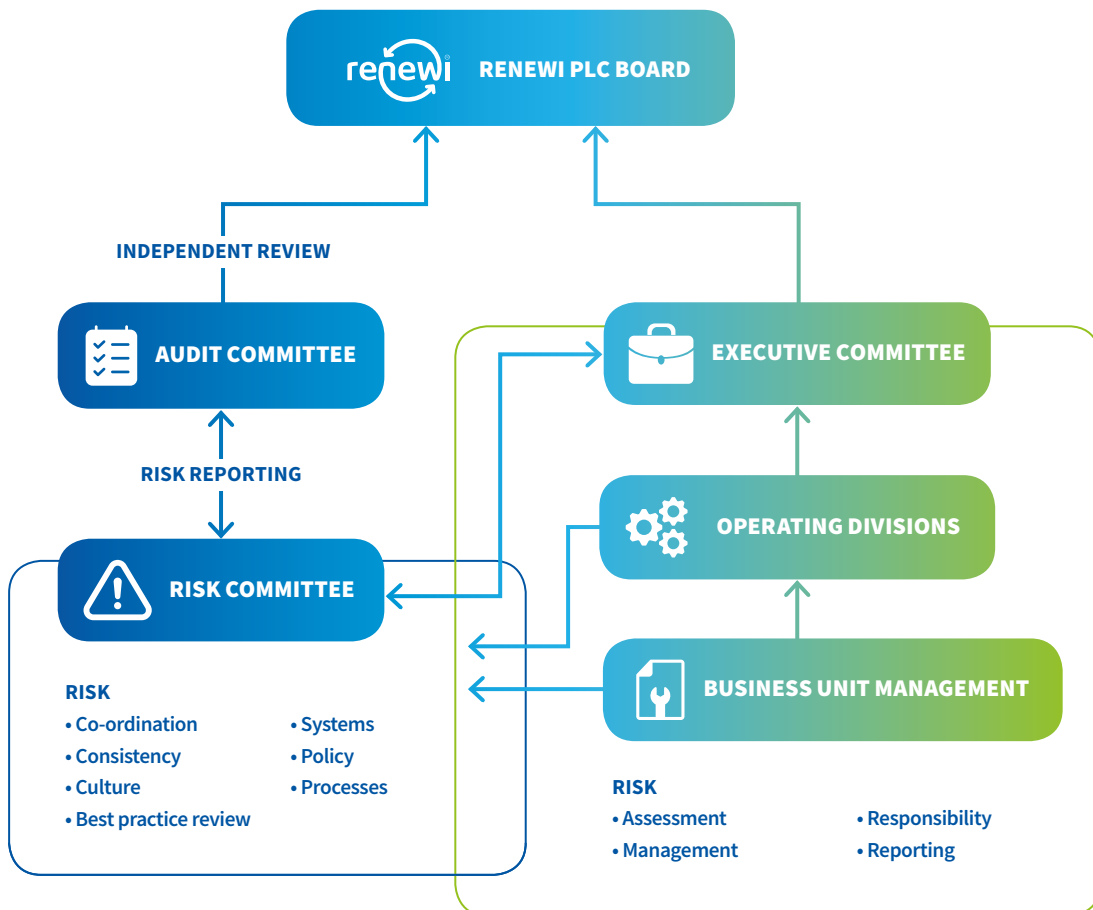 renewi RENEWI PLC BOARD
INDEPENDENT REVIEW
AUDIT COMMITTEE
EXECUTIVE COMMITTEE
RISK REPORTING
OPERATING DIVISIONS
RISK COMMITTEE
BUSINESS UNIT MANAGEMENT
RISK
• Co-ordination
• Consistency
• Culture
• Best practice review
• Systems
• Policy
• Processes
RISK
• Assessment
• Management
• Responsibility
• Reporting